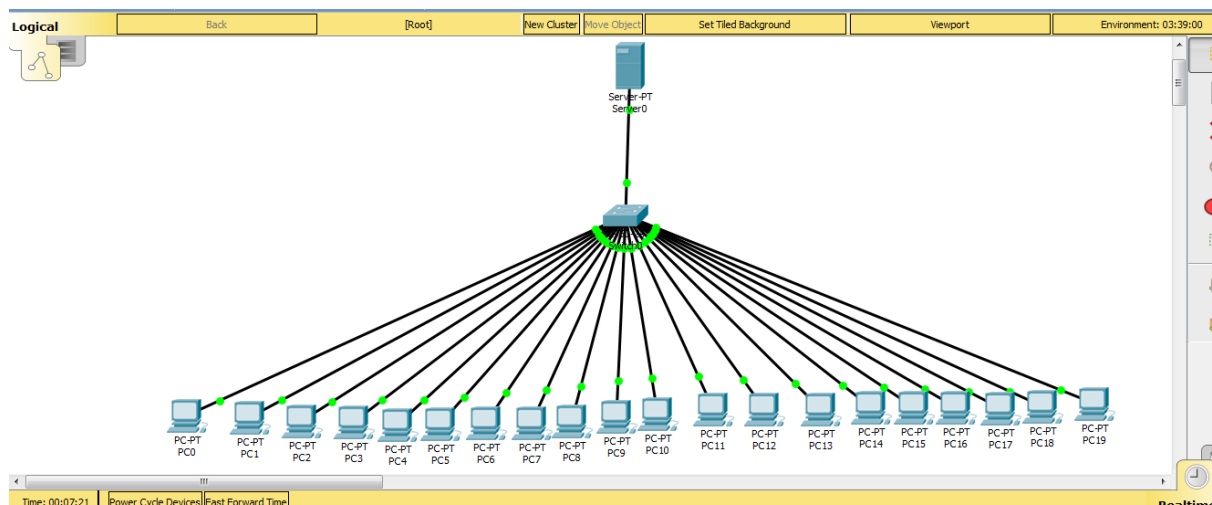 Logical
Back
[Root]
New Cluster
Move Object
Set Tiled Background
Viewport
Environment: 03:39:00
Server-PT
Server0
Switch0
PC-PT
PC0
PC-PT
PC1
PC-PT
PC2
PC-PT
PC3
PC-PT
PC4
PC-PT
PC5
PC-PT
PC6
PC-PT
PC7
PC-PT
PC8
PC-PT
PC9
PC-PT
PC10
PC-PT
PC11
PC-PT
PC12
PC-PT
PC13
PC-PT
PC14
PC-PT
PC15
PC-PT
PC16
PC-PT
PC17
PC-PT
PC18
PC-PT
PC19
Time: 00:07:21
Power Cycle Devices
Fast Forward Time
Realtime